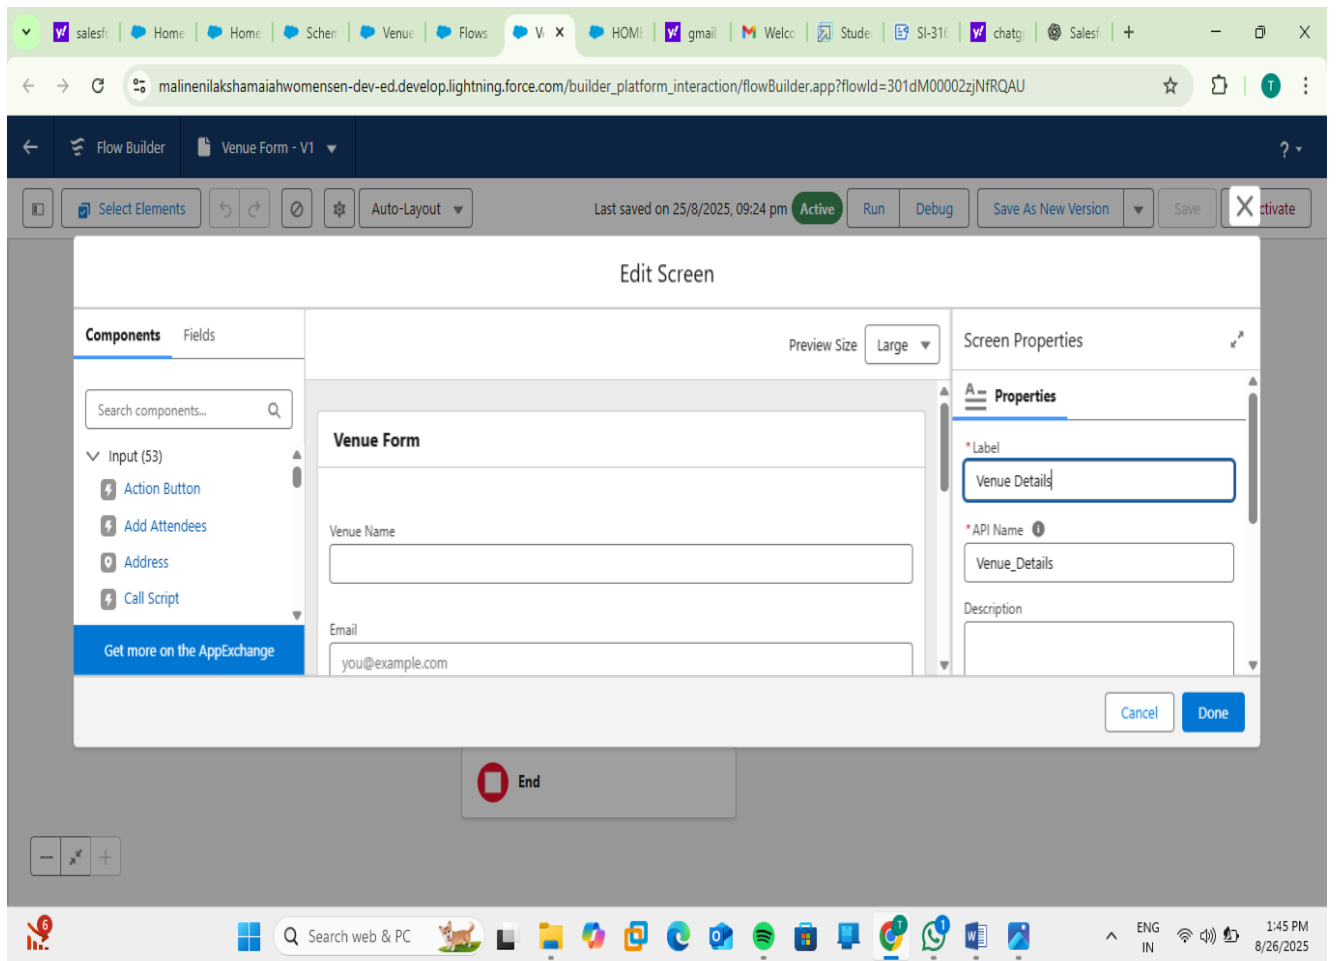 salesf
Home
Home
Schem
Venue
Flows
HOME
gmail
Welco
Stude
SI-316
chatg
Salesf
malinenilakshamaiahwomensen-dev-ed.develop.lightning.force.com/builder_platform_interaction/flowBuilder.app?flowId=301dM00002zjNfRQAU
T
Flow Builder
Venue Form - V1
?
Select Elements
Auto-Layout
Last saved on 25/8/2025, 09:24 pm
Active
Run
Debug
Save As New Version
Save
ctivate
Edit Screen
Components
Fields
Search components...
Input (53)
Action Button
Add Attendees
Address
Call Script
Get more on the AppExchange
Preview Size
Large
Venue Form
Venue Name
Email
you@example.com
Screen Properties
Properties
*Label
Venue Details
*API Name
Venue_Details
Description
Cancel
Done
End
6
Search web & PC
T
1
ENG
IN
1:45 PM
8/26/2025